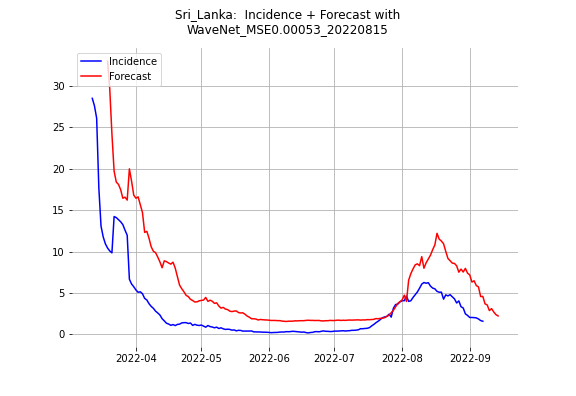 Sri_Lanka:  Incidence + Forecast with
WaveNet_MSE0.00053_20220815
Incidence
Forecast
30
25
20
15
10
5
0
2022-04 2022-05 2022-06 2022-07 2022-08 2022-09